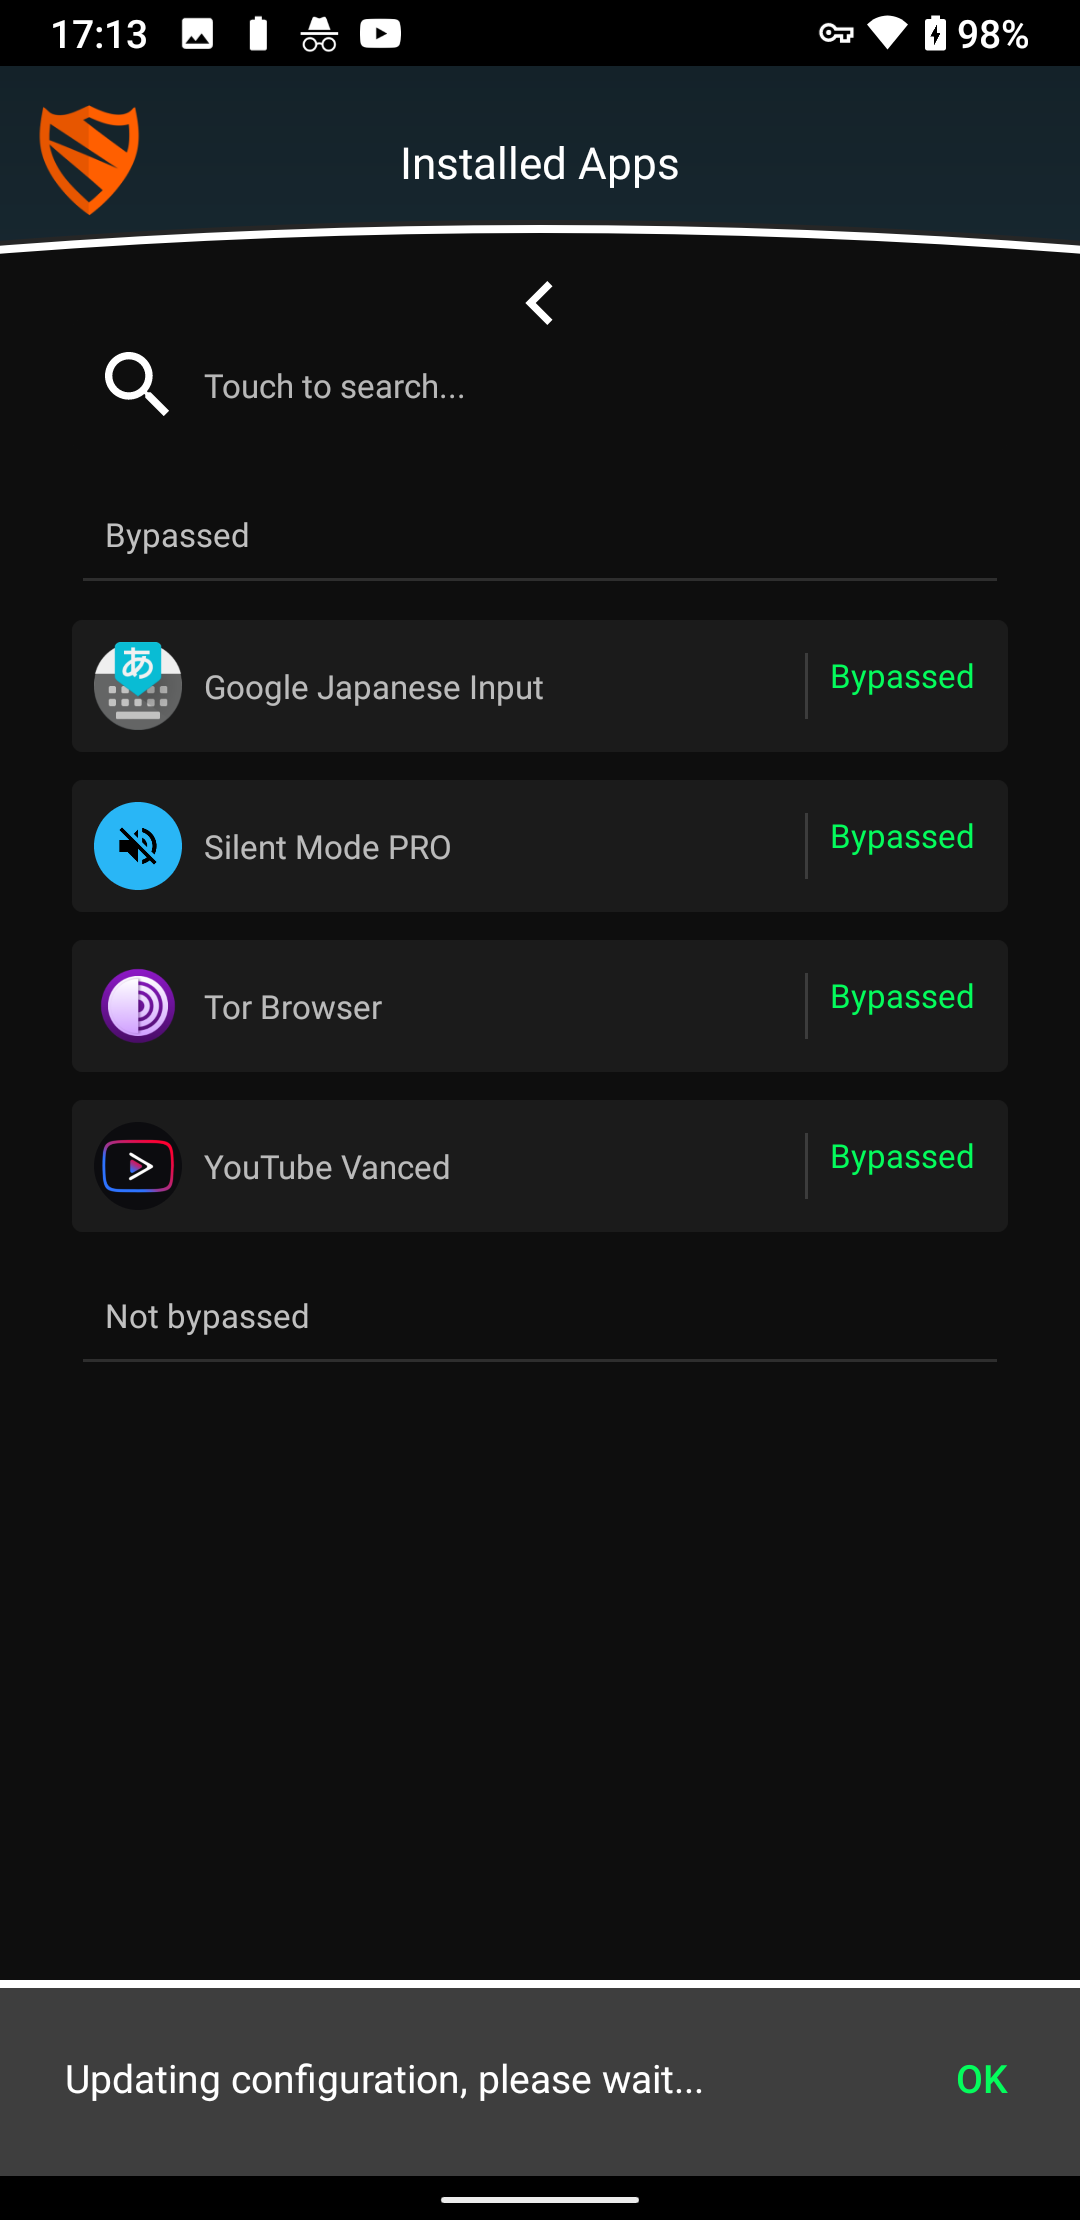 17:13
98%
Installed Apps
Touch to search...
Bypassed
あ
Google Japanese Input
Bypassed
Silent Mode PRO
Bypassed
Tor Browser
Bypassed
YouTube Vanced
Bypassed
Not bypassed
Updating configuration, please wait...
OK